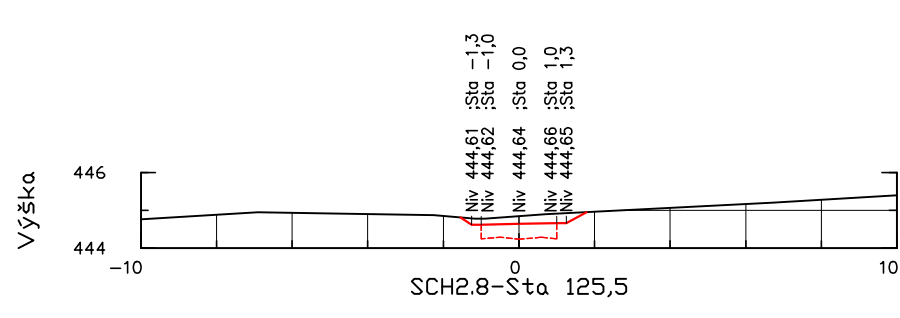 Niv 444,61 :Sta -1,3
Niv 444,62 :Sta -1,0
Niv 444,64 :Sta 0,0
Niv 444,66 :Sta 1,0
Niv 444,65 :Sta 1,3
Výška
446
444
-10
0
10
SCH2.8-Sta 125,5